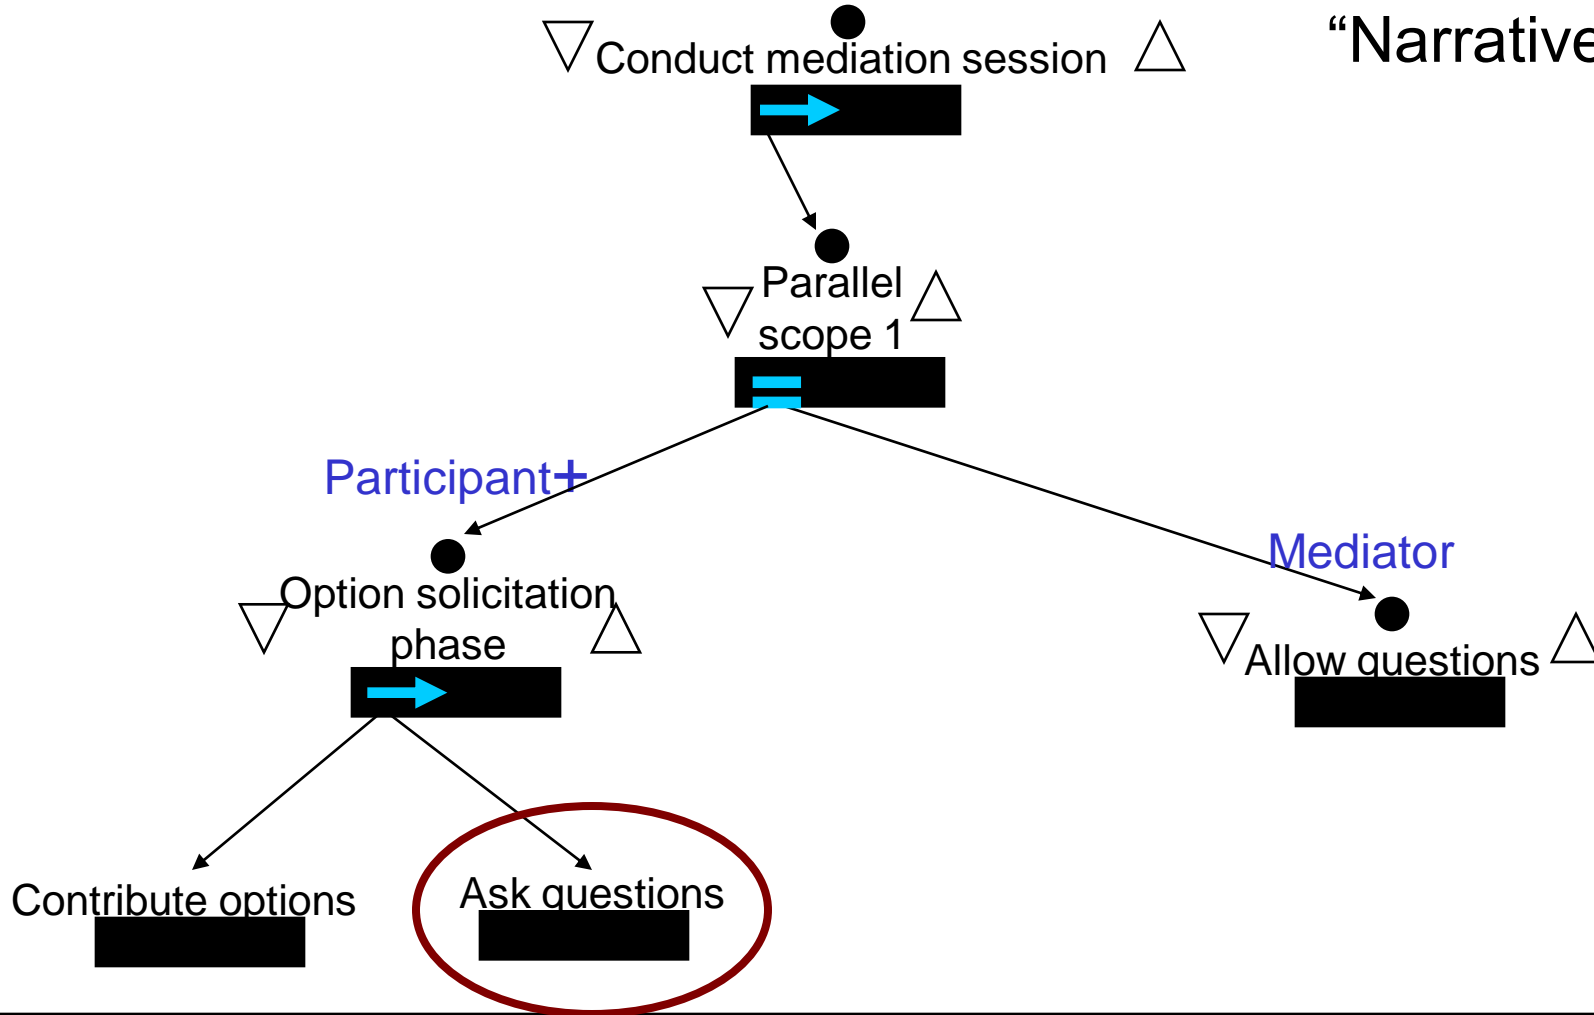 “Narrative
Conduct mediation session
Parallel
scope 1
Participant+
Mediator
Option solicitation
phase
Allow questions
Contribute options
Ask questions